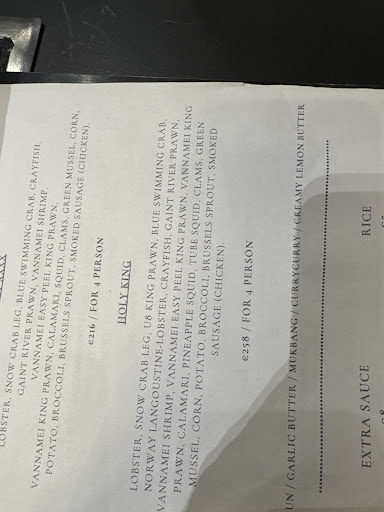 LOBSTER, SNOW CRAB LEG, BLUE SWIMMING CRAB, CRAYFISH,
GAINT RIVER PRAWN, VANNAMEI SHRIMP,
VANNAMEI EASY PEEL KING PRAWN,
VANNAMEI KING PRAWN, CALAMARI, SQUID, CLAMS, GREEN MUSSEL, CORN,
POTATO, BROCCOLI, BRUSSELS SPROUT, SMOKED SAUSAGE (CHICKEN).
€216 / FOR 4 PERSON
HOLY KING
LOBSTER, SNOW CRAB LEG, U8 KING PRAWN, BLUE SWIMMING CRAB,
NORWAY LANGOUSTINE-LOBSTER, CRAYFISH, GAINT RIVER PRAWN,
VANNAMEI SHRIMP, VANNAMEI EASY PEEL KING PRAWN, VANNAMEI KING
PRAWN, CALAMARI, PINEAPPLE SQUID, TUBE SQUID, CLAMS, GREEN
MUSSEL, CORN, POTATO, BROCCOLI, BRUSSELS SPROUT, SMOKED
SAUSAGE (CHICKEN).
€258 / FOR 4 PERSON
UN / GARLIC BUTTER / MUKBANG / CURRYCURRY / CREAMY LEMON BUTTER
EXTRA SAUCE RICE